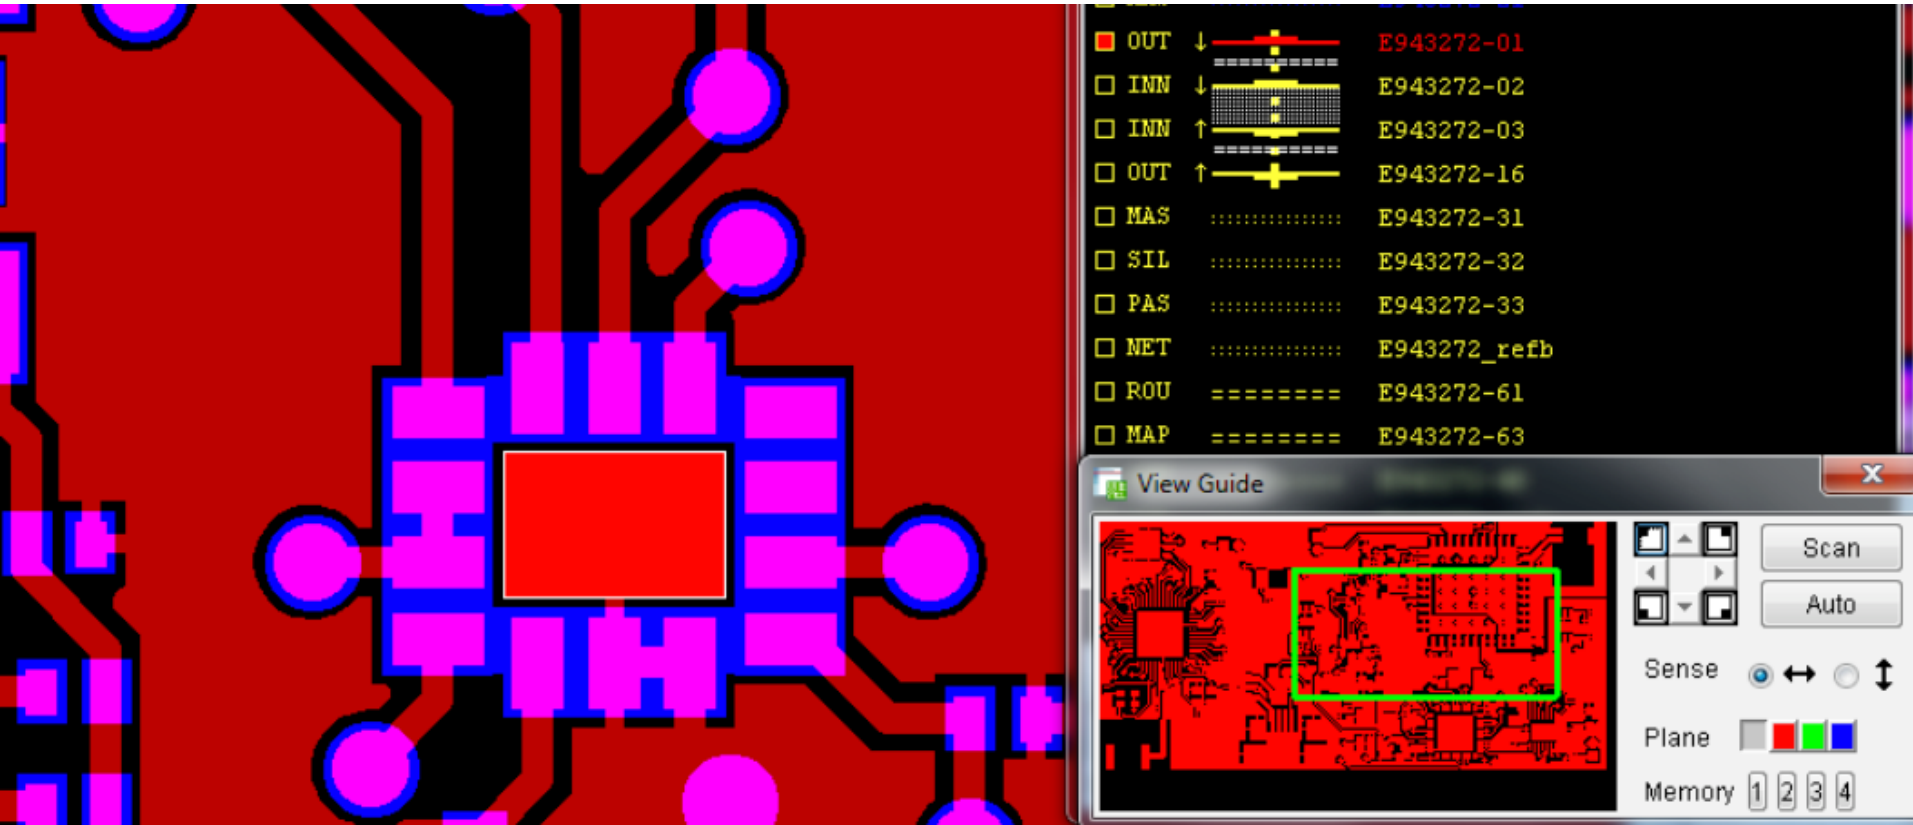 OUT ↓ E943272-01
INN ↓ E943272-02
INN ↑ E943272-03
OUT ↑ E943272-16
MAS E943272-31
SIL E943272-32
PAS E943272-33
NET E943272_refb
ROU ======== E943272-61
MAP ======== E943272-63
View Guide
Scan
Auto
Sense
Plane
Memory 1 2 3 4